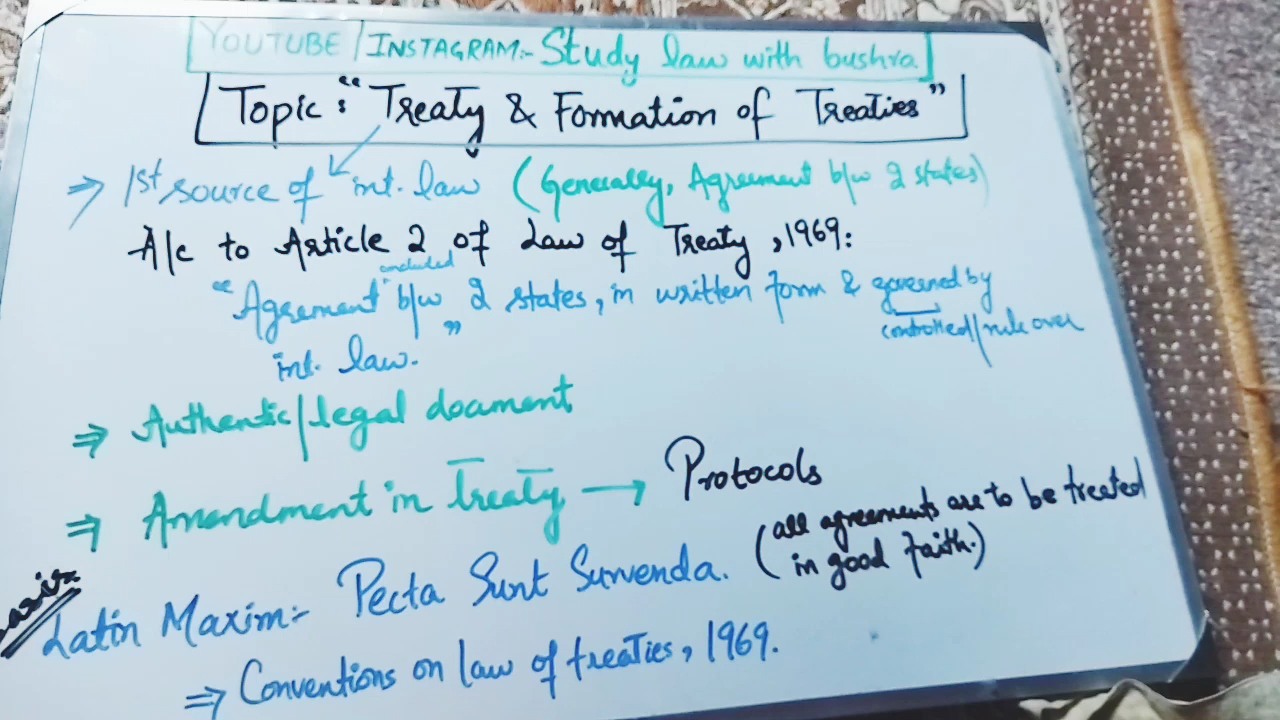 YOUTUBE / INSTAGRAM:- Study law with bushra
Topic: "Treaty & Formation of Treaties"
⇒ 1st source of int. law (Generally, Agreement b/w 2 states)
A/c to Article 2 of Law of Treaty, 1969:
concluded
"Agreement b/w 2 states, in written form & governed by
controlled/rule over
int. law."
⇒ Authentic/legal document
⇒ Amendment in Treaty → Protocols
(all agreements are to be treated
in good faith.)
Latin Maxim:- Pecta Sunt Survenda.
⇒ Conventions on law of treaties, 1969.